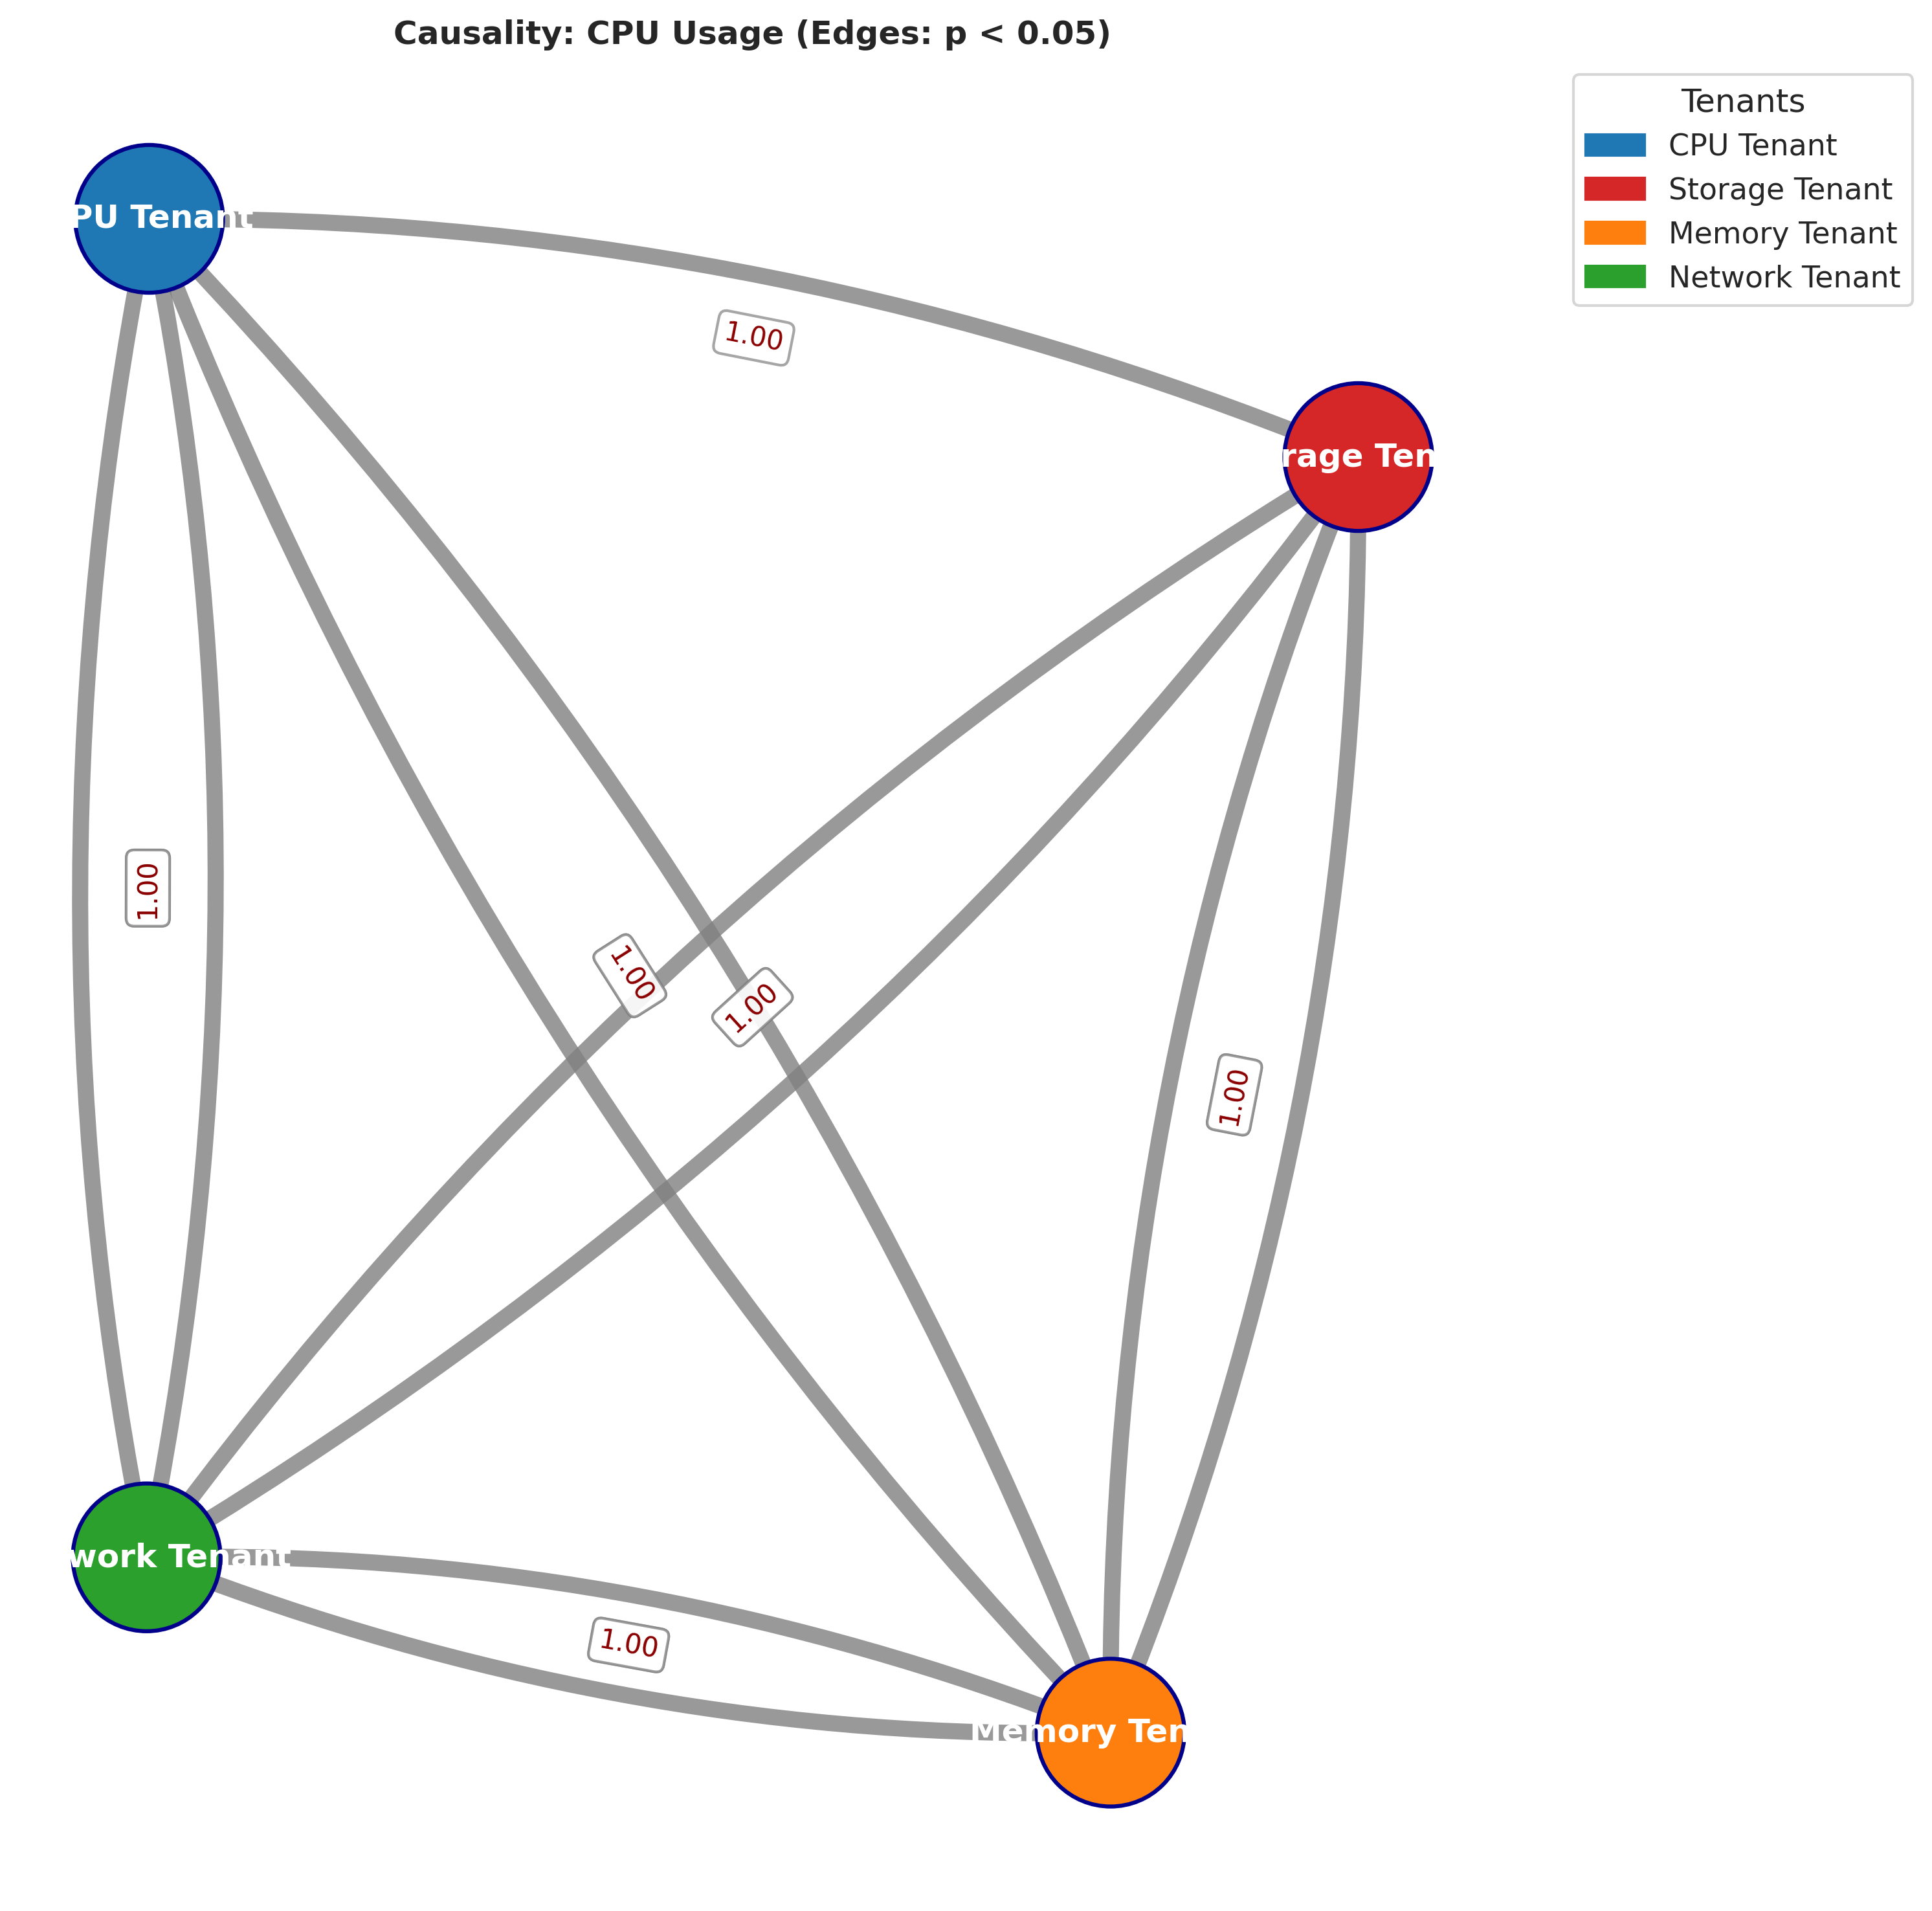 Causality: CPU Usage (Edges: p < 0.05)
Tenants
CPU Tenant
Storage Tenant
Memory Tenant
Network Tenant
PU Tenant
rage Ten
1.00
1.00
1.00
1.00
1.00
1.00
work Tenant
Memory Ten